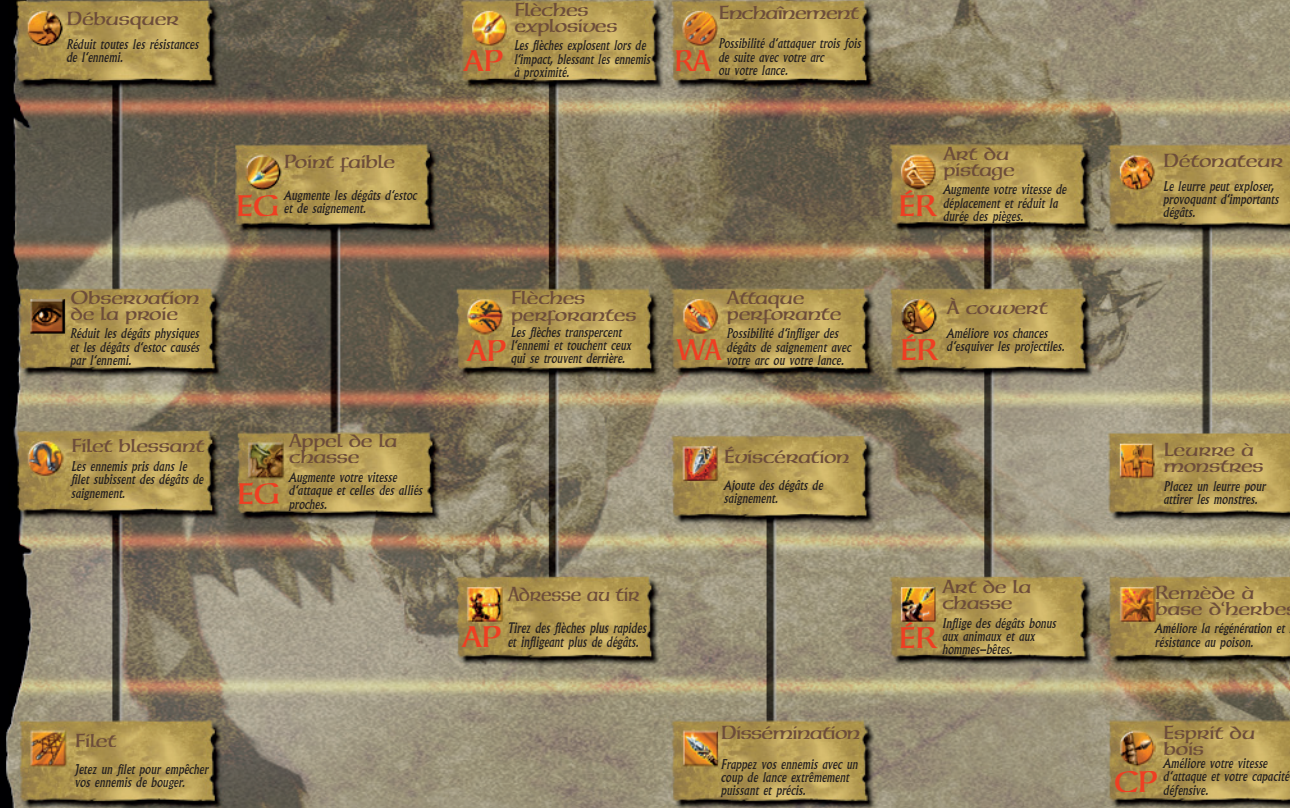 Débusquer
Réduit toutes les résistances
de l'ennemi.
Flèches
explosives
AP
Les flèches explosent lors de
l'impact, blessant les ennemis
à proximité.
Enchaînement
RA
Possibilité d'attaquer trois fois
de suite avec votre arc
ou votre lance.
Point faible
EG
Augmente les dégâts d'estoc
et de saignement.
Art du
pistage
ÉR
Augmente votre vitesse de
déplacement et réduit la
durée des pièges.
Détonateur
Le leurre peut exploser,
provoquant d'importants
dégâts.
Observation
de la proie
Réduit les dégâts physiques
et les dégâts d'estoc causés
par l'ennemi.
Flèches
perforantes
AP
Les flèches transpercent
l'ennemi et touchent ceux
qui se trouvent derrière.
Attaque
perforante
WA
Possibilité d'infliger des
dégâts de saignement avec
votre arc ou votre lance.
À couvert
ÉR
Améliore vos chances
d'esquiver les projectiles.
Filet blessant
Les ennemis pris dans le
filet subissent des dégâts de
saignement.
Appel de la
chasse
EG
Augmente votre vitesse
d'attaque et celles des alliés
proches.
Éviscération
Ajoute des dégâts de
saignement.
Leurre à
monstres
Placez un leurre pour
attirer les monstres.
Adresse au tir
AP
Tirez des flèches plus rapides
et infligeant plus de dégâts.
Art de la
chasse
ÉR
Inflige des dégâts bonus
aux animaux et aux
hommes-bêtes.
Remède à
base d'herbes
Améliore la régénération et
résistance au poison.
Filet
Jetez un filet pour empêcher
vos ennemis de bouger.
Dissémination
Frappez vos ennemis avec un
coup de lance extrêmement
puissant et précis.
Esprit du
bois
CP
Améliore votre vitesse
d'attaque et votre capacité
défensive.